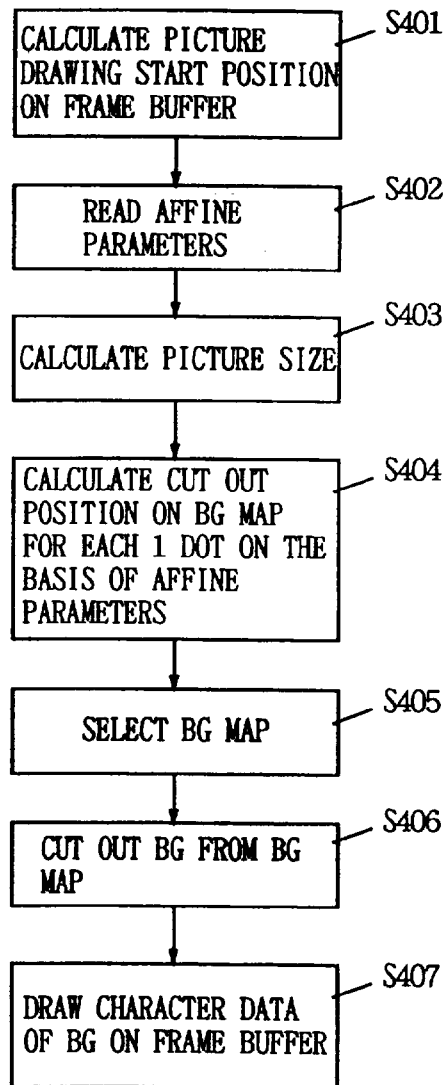 CALCULATE PICTURE
DRAWING START POSITION
ON FRAME BUFFER
S401
READ AFFINE
PARAMETERS
S402
CALCULATE PICTURE SIZE
S403
CALCULATE CUT OUT
POSITION ON BG MAP
FOR EACH 1 DOT ON THE
BASIS OF AFFINE
PARAMETERS
S404
SELECT BG MAP
S405
CUT OUT BG FROM BG
MAP
S406
DRAW CHARACTER DATA
OF BG ON FRAME BUFFER
S407